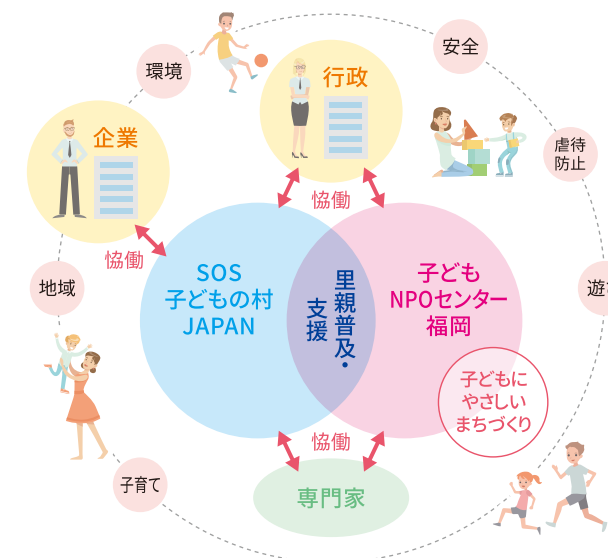 環境
行政
安全
企業
虐待
防止
協働
協働
協働
地域
SOS
子どもの村
JAPAN
里親普及・
支援
子ども
NPOセンター
福岡
子どもに
やさしい
まちづくり
協働
専門家
子育て